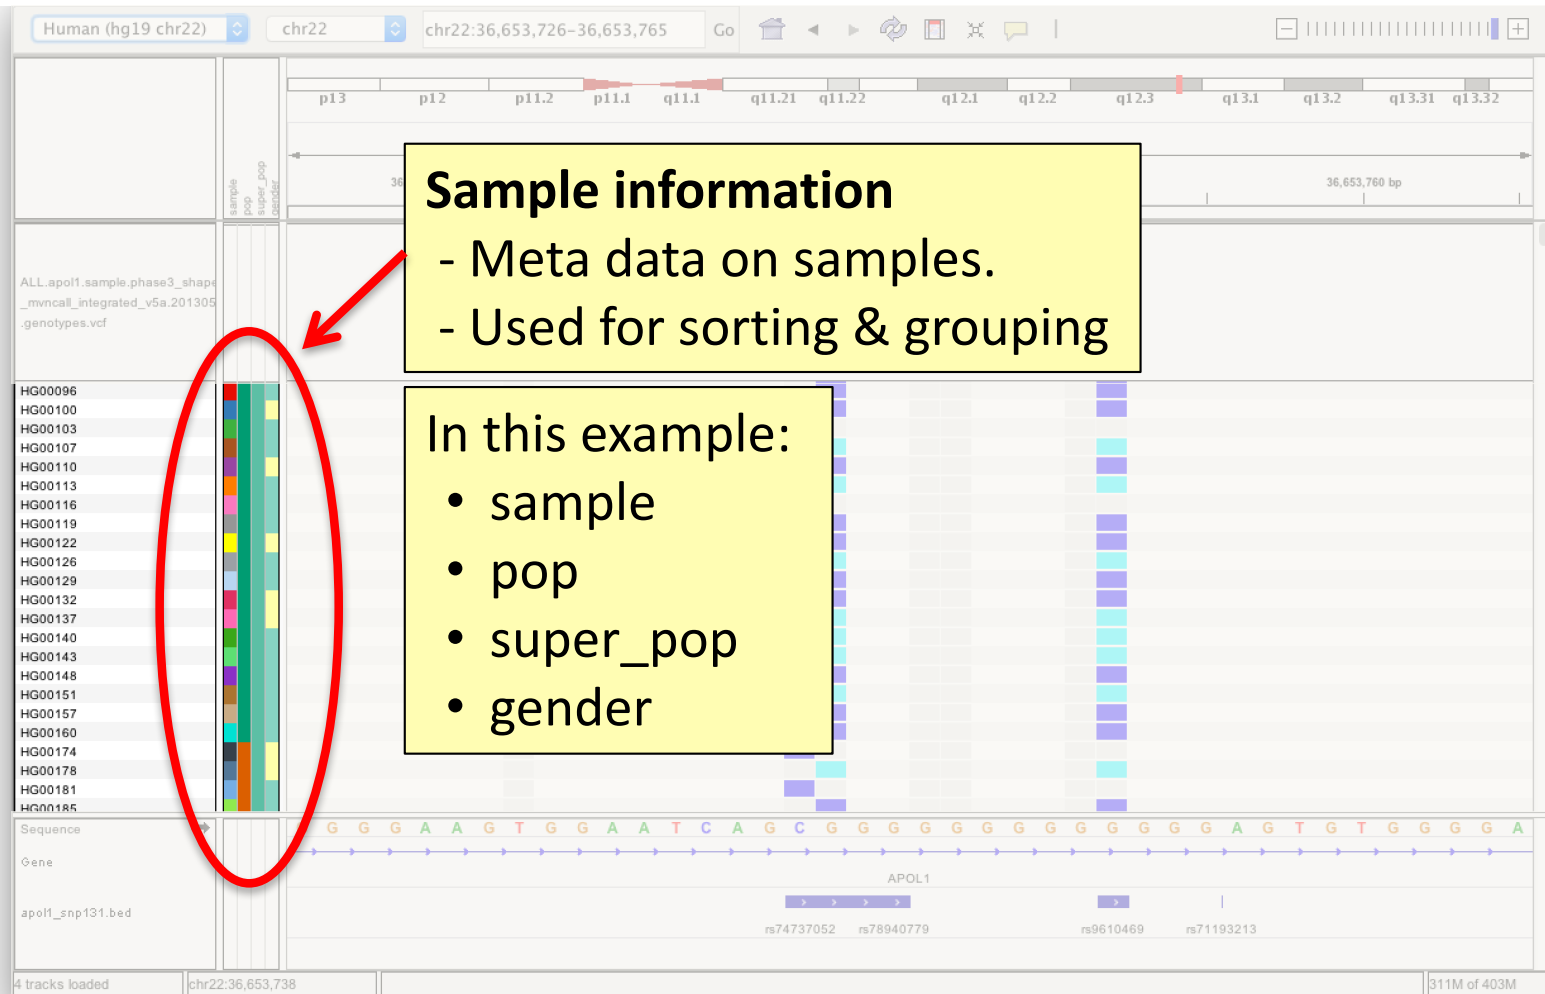 Human (hg19 chr22)
chr22
chr22:36,653,726-36,653,765
Go
p13 p12 p11.2 p11.1 q11.1 q11.21 q11.22 q12.1 q12.2 q12.3 q13.1 q13.2 q13.31 q13.32
sample
pop
super_pop
gender
36
36,653,760 bp
Sample information
- Meta data on samples.
- Used for sorting & grouping
ALL.apol1.sample.phase3_shape
_mvncall_integrated_v5a.201305
.genotypes.vcf
In this example:
• sample
• pop
• super_pop
• gender
HG00096
HG00100
HG00103
HG00107
HG00110
HG00113
HG00116
HG00119
HG00122
HG00126
HG00129
HG00132
HG00137
HG00140
HG00143
HG00148
HG00151
HG00157
HG00160
HG00174
HG00178
HG00181
HG00185
Sequence
G G G A A G T G G A A T C A G C G G G G G G G G G G G G G A G T G T G G G G A
Gene
APOL1
apol1_snp131.bed
rs74737052 rs78940779 rs9610469 rs71193213
4 tracks loaded
chr22:36,653,738
311M of 403M